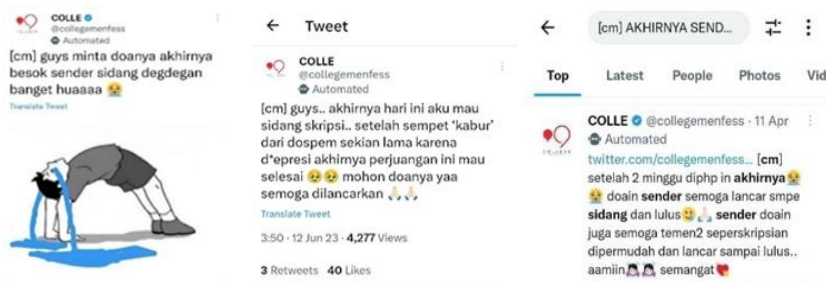 COLLE
@collegemenfess
Automated
[cm] guys minta doanya akhirnya
besok sender sidang degdegan
banget huaaaa 😭
Translate Tweet
← Tweet
COLLE
@collegemenfess
Automated
[cm] guys.. akhirnya hari ini aku mau
sidang skripsi.. setelah sempet 'kabur'
dari dospem sekian lama karena
d*epresi akhirnya perjuangan ini mau
selesai 🥹🥹 mohon doanya yaa
semoga dilancarkan 🙏🏻🙏🏻
Translate Tweet
3:50 · 12 Jun 23 · 4,277 Views
3 Retweets 40 Likes
← [cm] AKHIRNYA SEND...
Top Latest People Photos Vid
COLLE @collegemenfess · 11 Apr
Automated
twitter.com/collegemenfess... [cm]
setelah 2 minggu diphp in akhirnya😭
😭 doain sender semoga lancar smpe
sidang dan lulus🥲🙏🏻 sender doain
juga semoga temen2 seperskripsian
dipermudah dan lancar sampai lulus..
aamiin🙇🏻‍♀️🙇🏻‍♀️ semangat💝